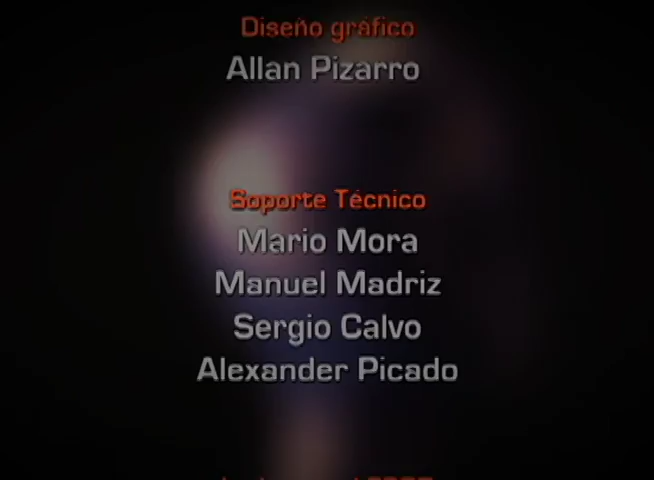 Diseño gráfico
Allan Pizarro
Soporte Técnico
Mario Mora
Manuel Madriz
Sergio Calvo
Alexander Picado